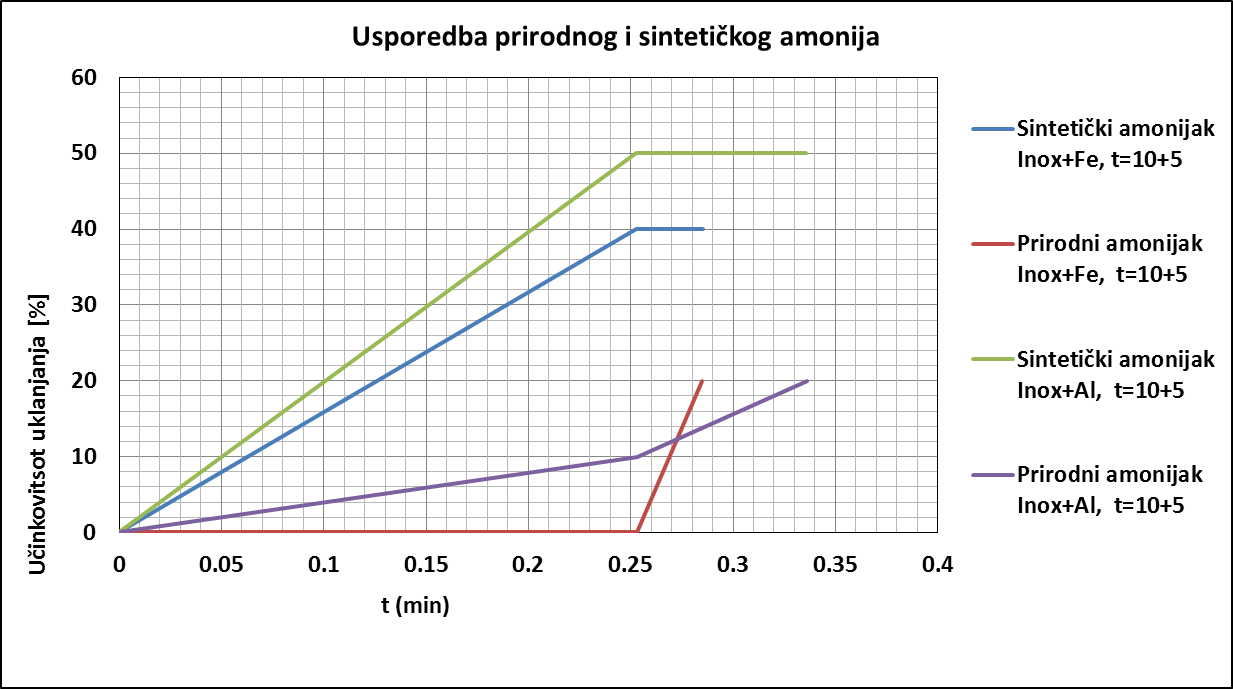 Usporedba prirodnog i sintetičkog amonija
60
50
40
30
20
10
0
Učinkovitsot uklanjanja [%]
0 0.05 0.1 0.15 0.2 0.25 0.3 0.35 0.4
t (min)
Sintetički amonijak
Inox+Fe, t=10+5
Prirodni amonijak
Inox+Fe, t=10+5
Sintetički amonijak
Inox+Al, t=10+5
Prirodni amonijak
Inox+Al, t=10+5